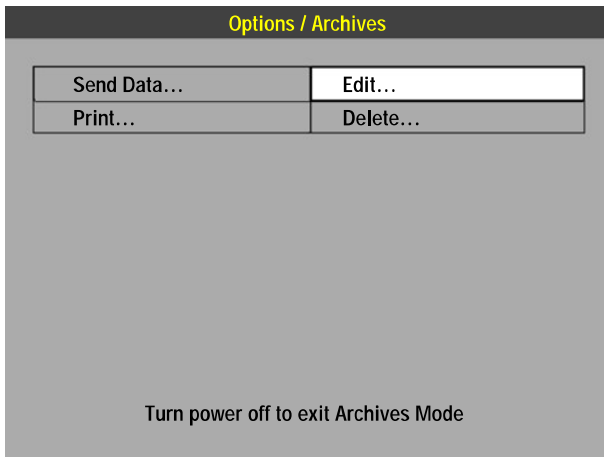 Options / Archives
Send Data... Edit...
Print... Delete...
Turn power off to exit Archives Mode